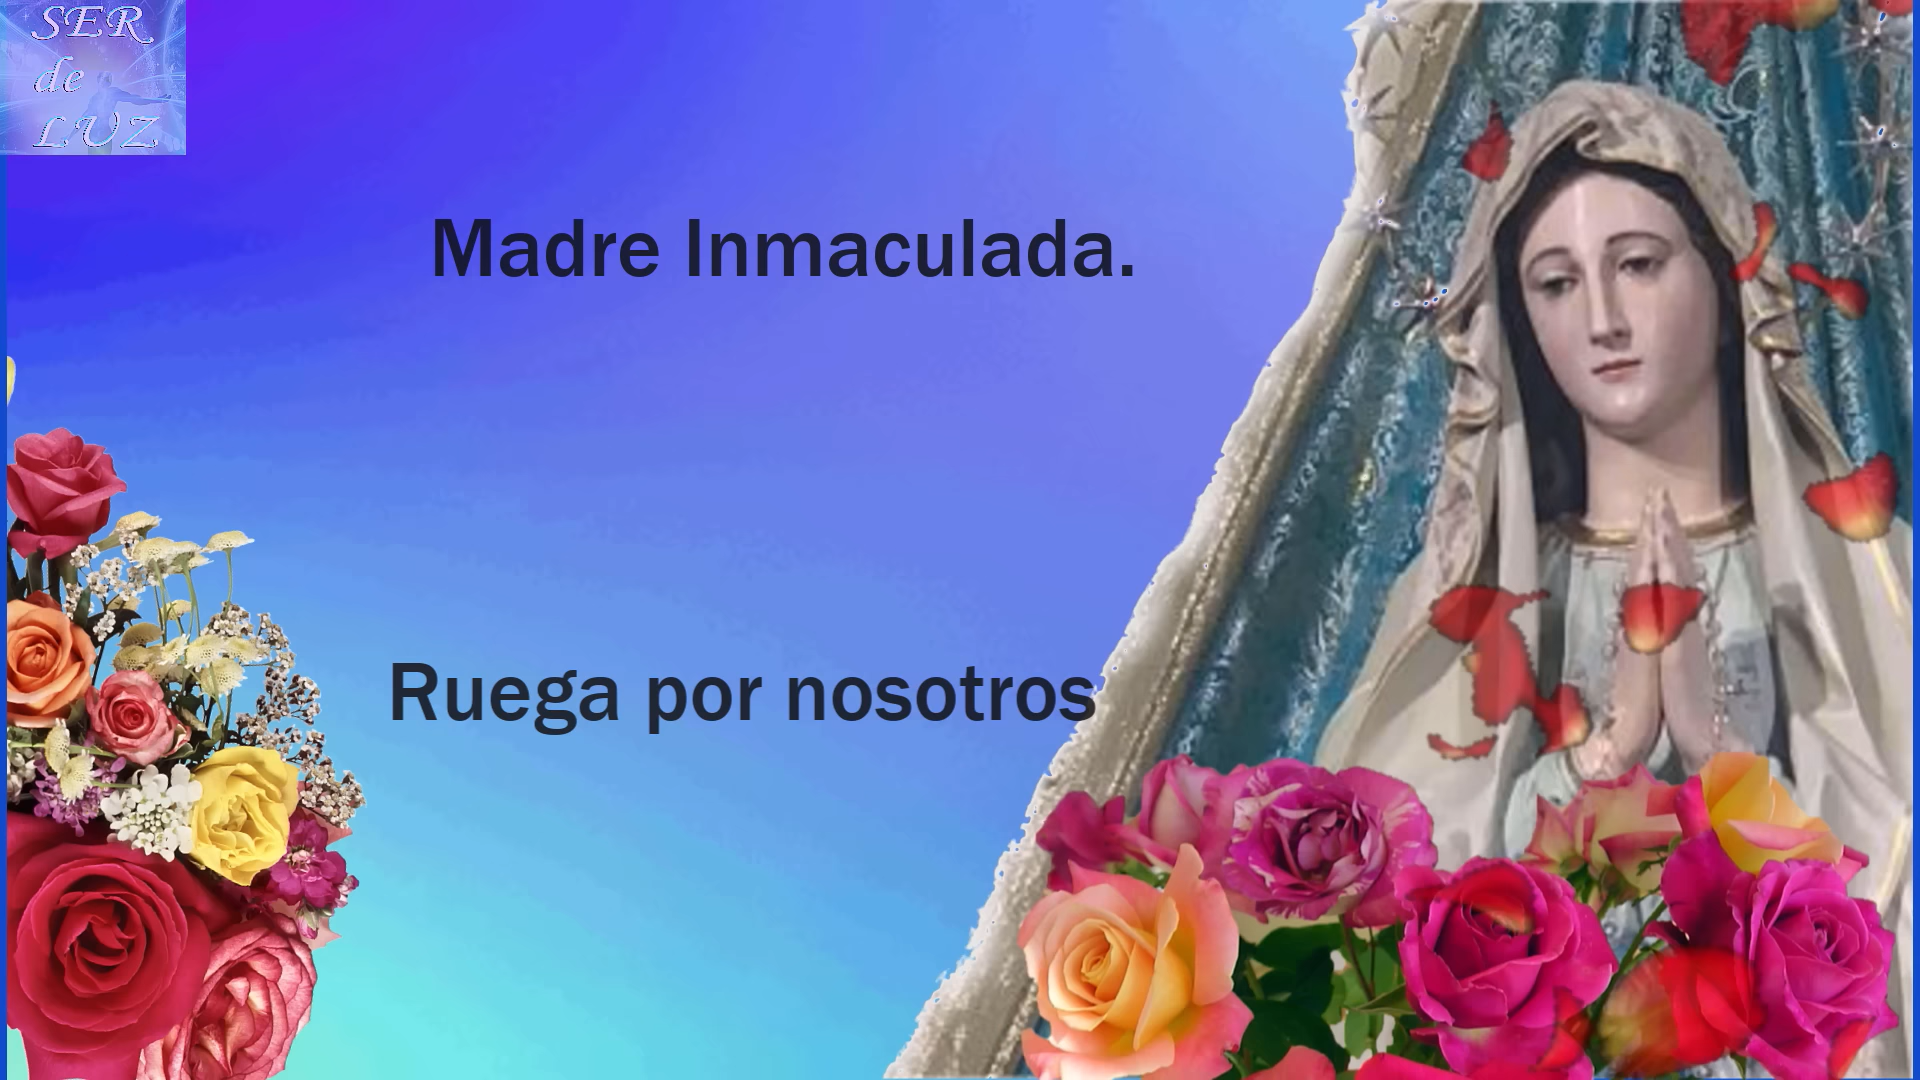 SER
de
LUZ
Madre Inmaculada.
Ruega por nosotros